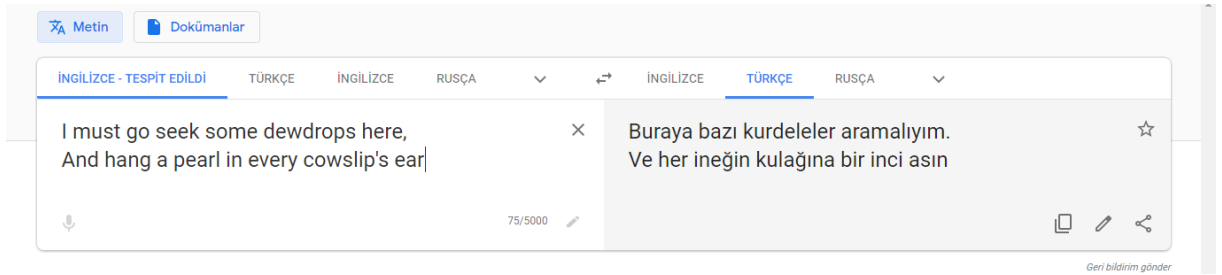 Metin Dokümanlar
İNGİLİZCE - TESPİT EDİLDİ TÜRKÇE İNGİLİZCE RUSÇA İNGİLİZCE TÜRKÇE RUSÇA
I must go seek some dewdrops here,
And hang a pearl in every cowslip's ear
Buraya bazı kurdeleler aramalıyım.
Ve her ineğin kulağına bir inci asın
75/5000
Geri bildirim gönder